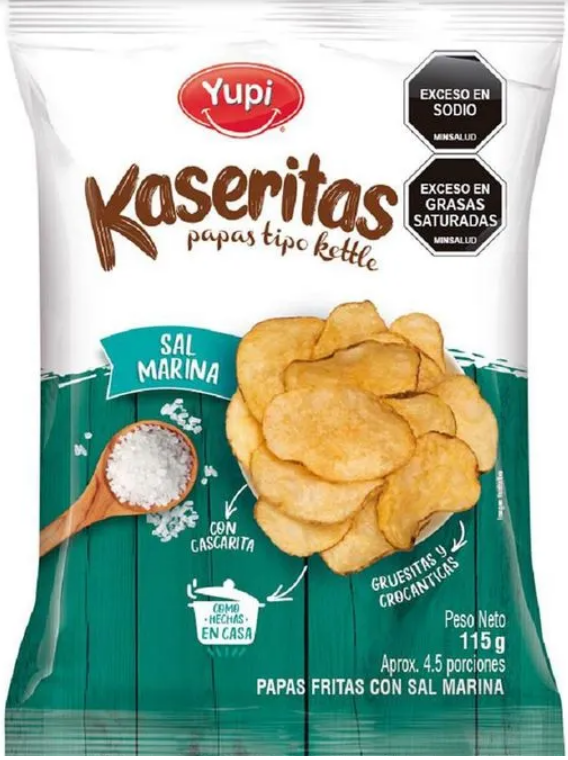 Yupi
EXCESO EN
SODIO
MINSALUD
Kaseritas
papas tipo kettle
EXCESO EN
GRASAS
SATURADAS
MINSALUD
SAL
MARINA
CON
CASCARITA
GRUESITAS Y
CROCANTICAS
COMO
HECHAS
EN CASA
Peso Neto
115 g
Aprox. 4.5 porciones
PAPAS FRITAS CON SAL MARINA